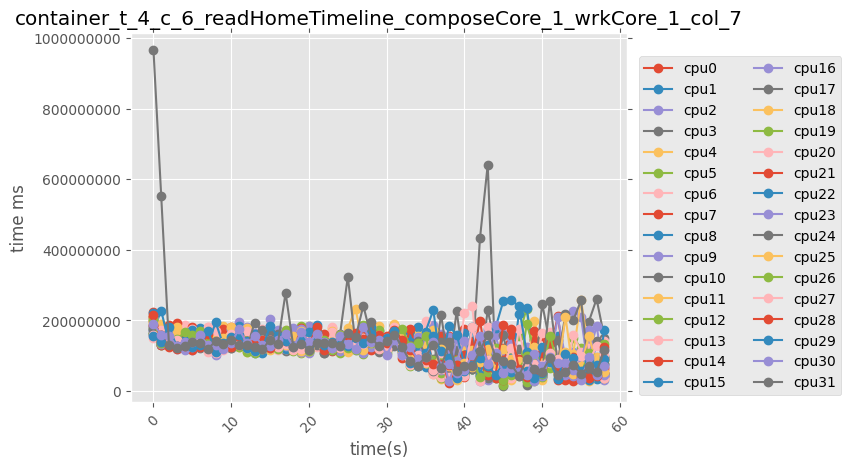 container_t_4_c_6_readHomeTimeline_composeCore_1_wrkCore_1_col_7
1000000000
800000000
600000000
400000000
200000000
0
time ms
0 10 20 30 40 50 60
time(s)
cpu0 cpu16
cpu1 cpu17
cpu2 cpu18
cpu3 cpu19
cpu4 cpu20
cpu5 cpu21
cpu6 cpu22
cpu7 cpu23
cpu8 cpu24
cpu9 cpu25
cpu10 cpu26
cpu11 cpu27
cpu12 cpu28
cpu13 cpu29
cpu14 cpu30
cpu15 cpu31